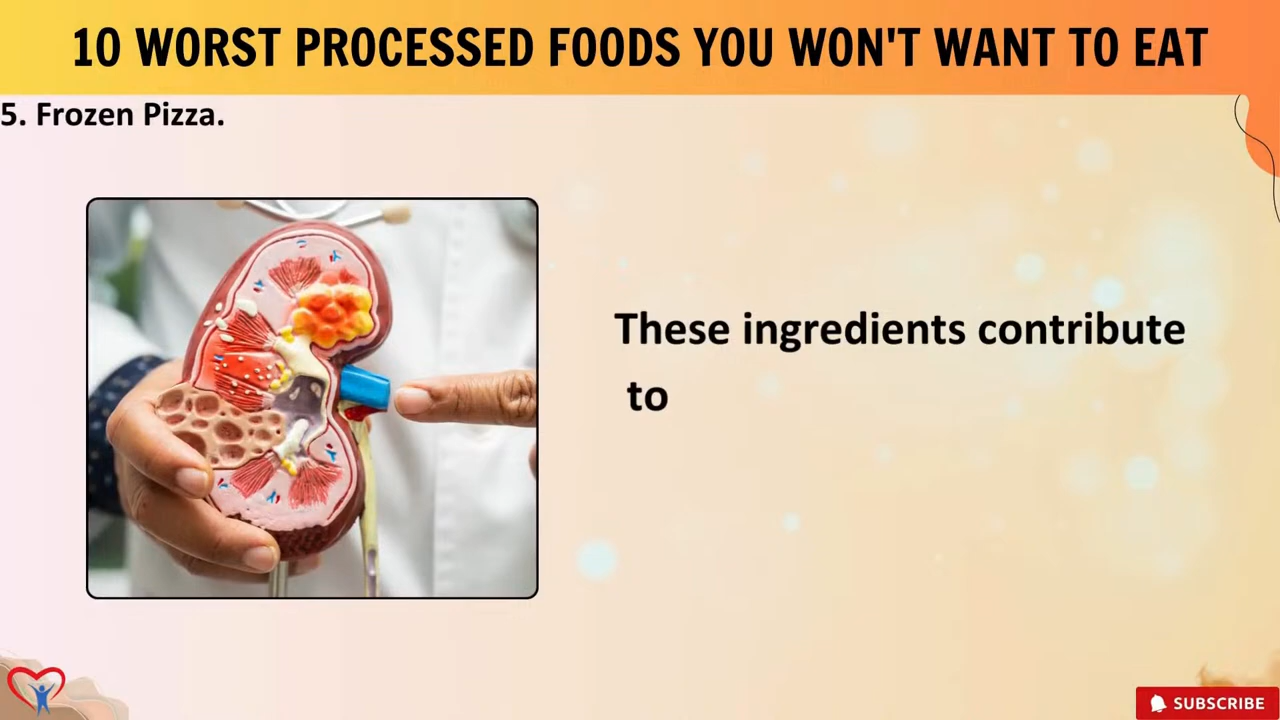 10 WORST PROCESSED FOODS YOU WON'T WANT TO EAT
5. Frozen Pizza.
These ingredients contribute
to
SUBSCRIBE